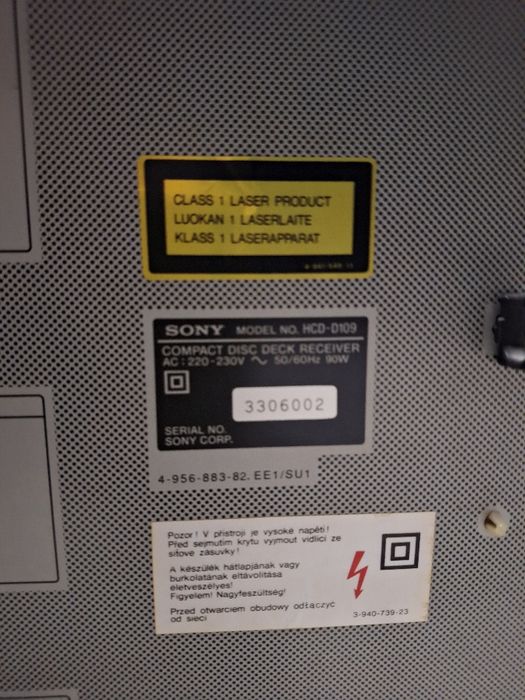 CLASS 1 LASER PRODUCT
LUOKAN 1 LASERLAITE
KLASS 1 LASERAPPARAT
SONY MODEL NO. HCD-D109
COMPACT DISC DECK RECEIVER
AC: 220-230V ~ 50/60Hz 90W
3306002
SERIAL NO.
SONY CORP.
4-956-883-82. EE1/SU1
Pozor! V přístroji je vysoké napětí!
Před sejmutím krytu vyjmout vidlici ze
síťové zásuvky!
A készülék hátlapjának vagy
burkolatának eltávolitása
életveszélyes!
Figyelem! Nagyfeszültség!
Przed otwarciem obudowy odłaczyć
od sieci
3-940-739-23